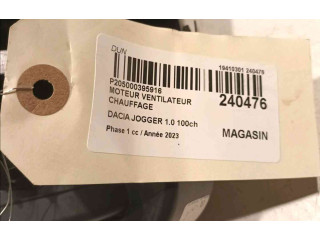 DUN
19410301 240476
P205000395916
MOTEUR VENTILATEUR
CHAUFFAGE
240476
DACIA JOGGER 1.0 100ch
Phase 1 cc / Année 2023
MAGASIN